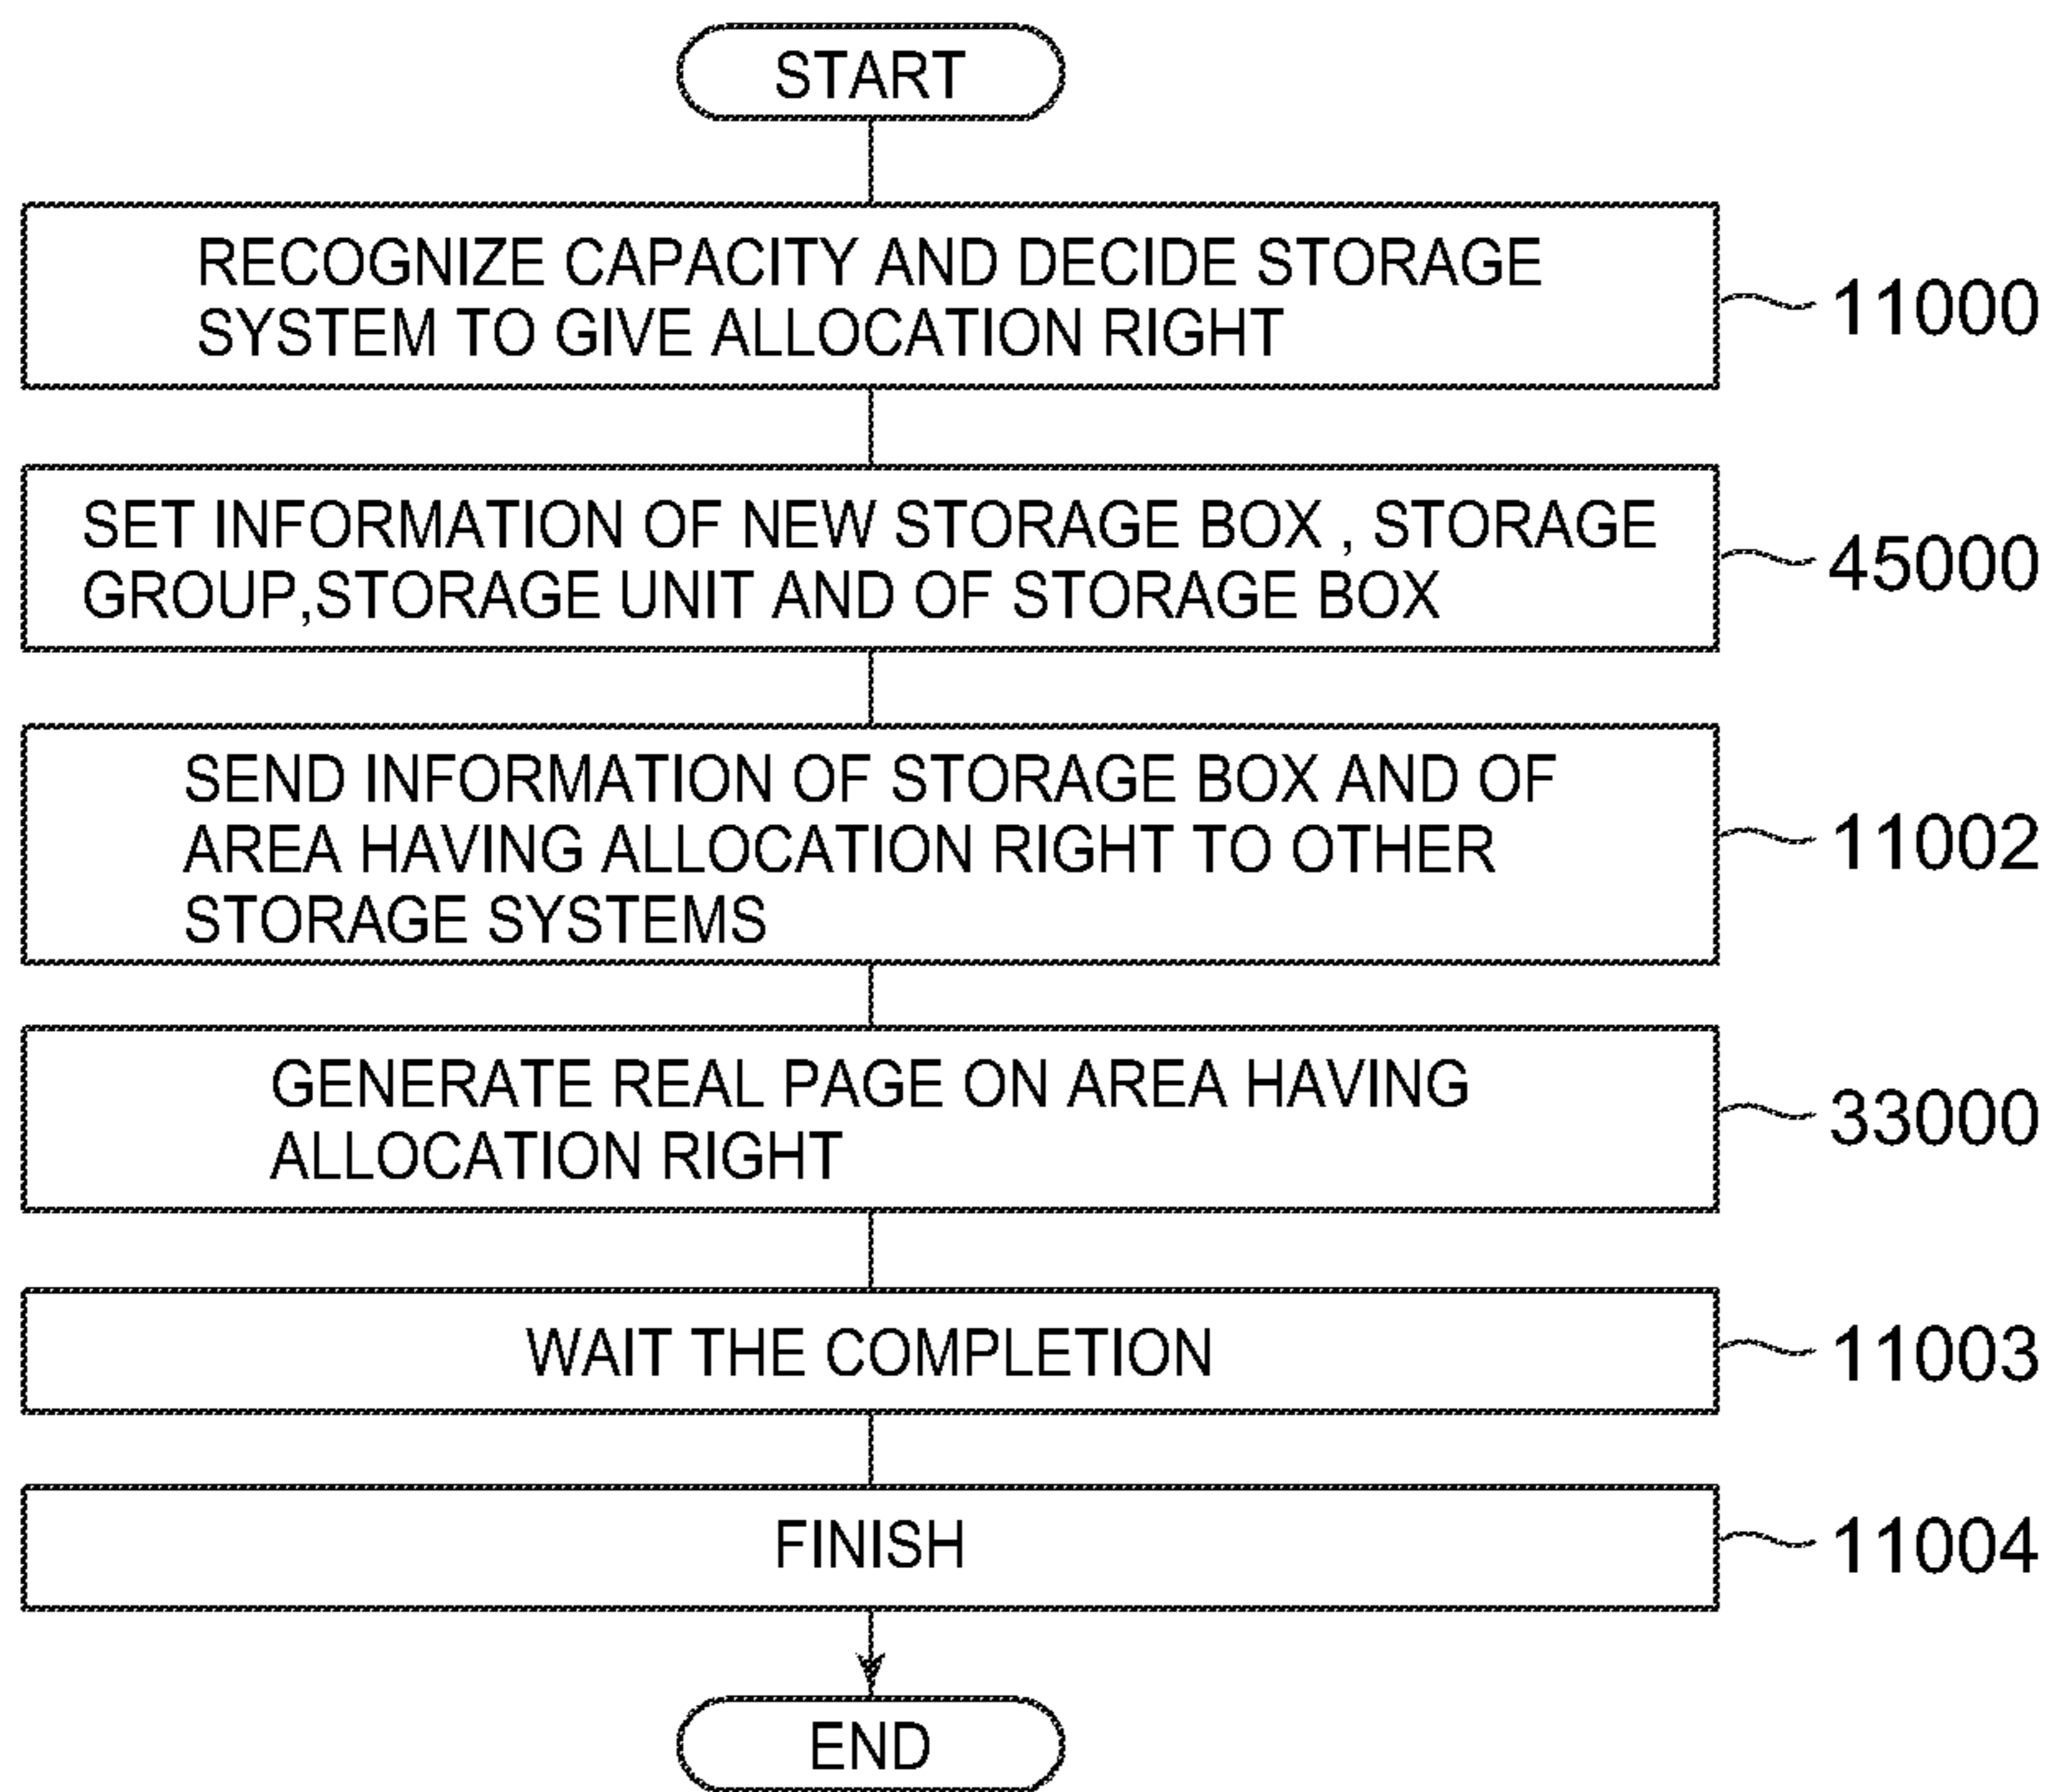 START
RECOGNIZE CAPACITY AND DECIDE STORAGE
SYSTEM TO GIVE ALLOCATION RIGHT
11000
SET INFORMATION OF NEW STORAGE BOX , STORAGE
GROUP,STORAGE UNIT AND OF STORAGE BOX
45000
SEND INFORMATION OF STORAGE BOX AND OF
AREA HAVING ALLOCATION RIGHT TO OTHER
STORAGE SYSTEMS
11002
GENERATE REAL PAGE ON AREA HAVING
ALLOCATION RIGHT
33000
WAIT THE COMPLETION
11003
FINISH
11004
END